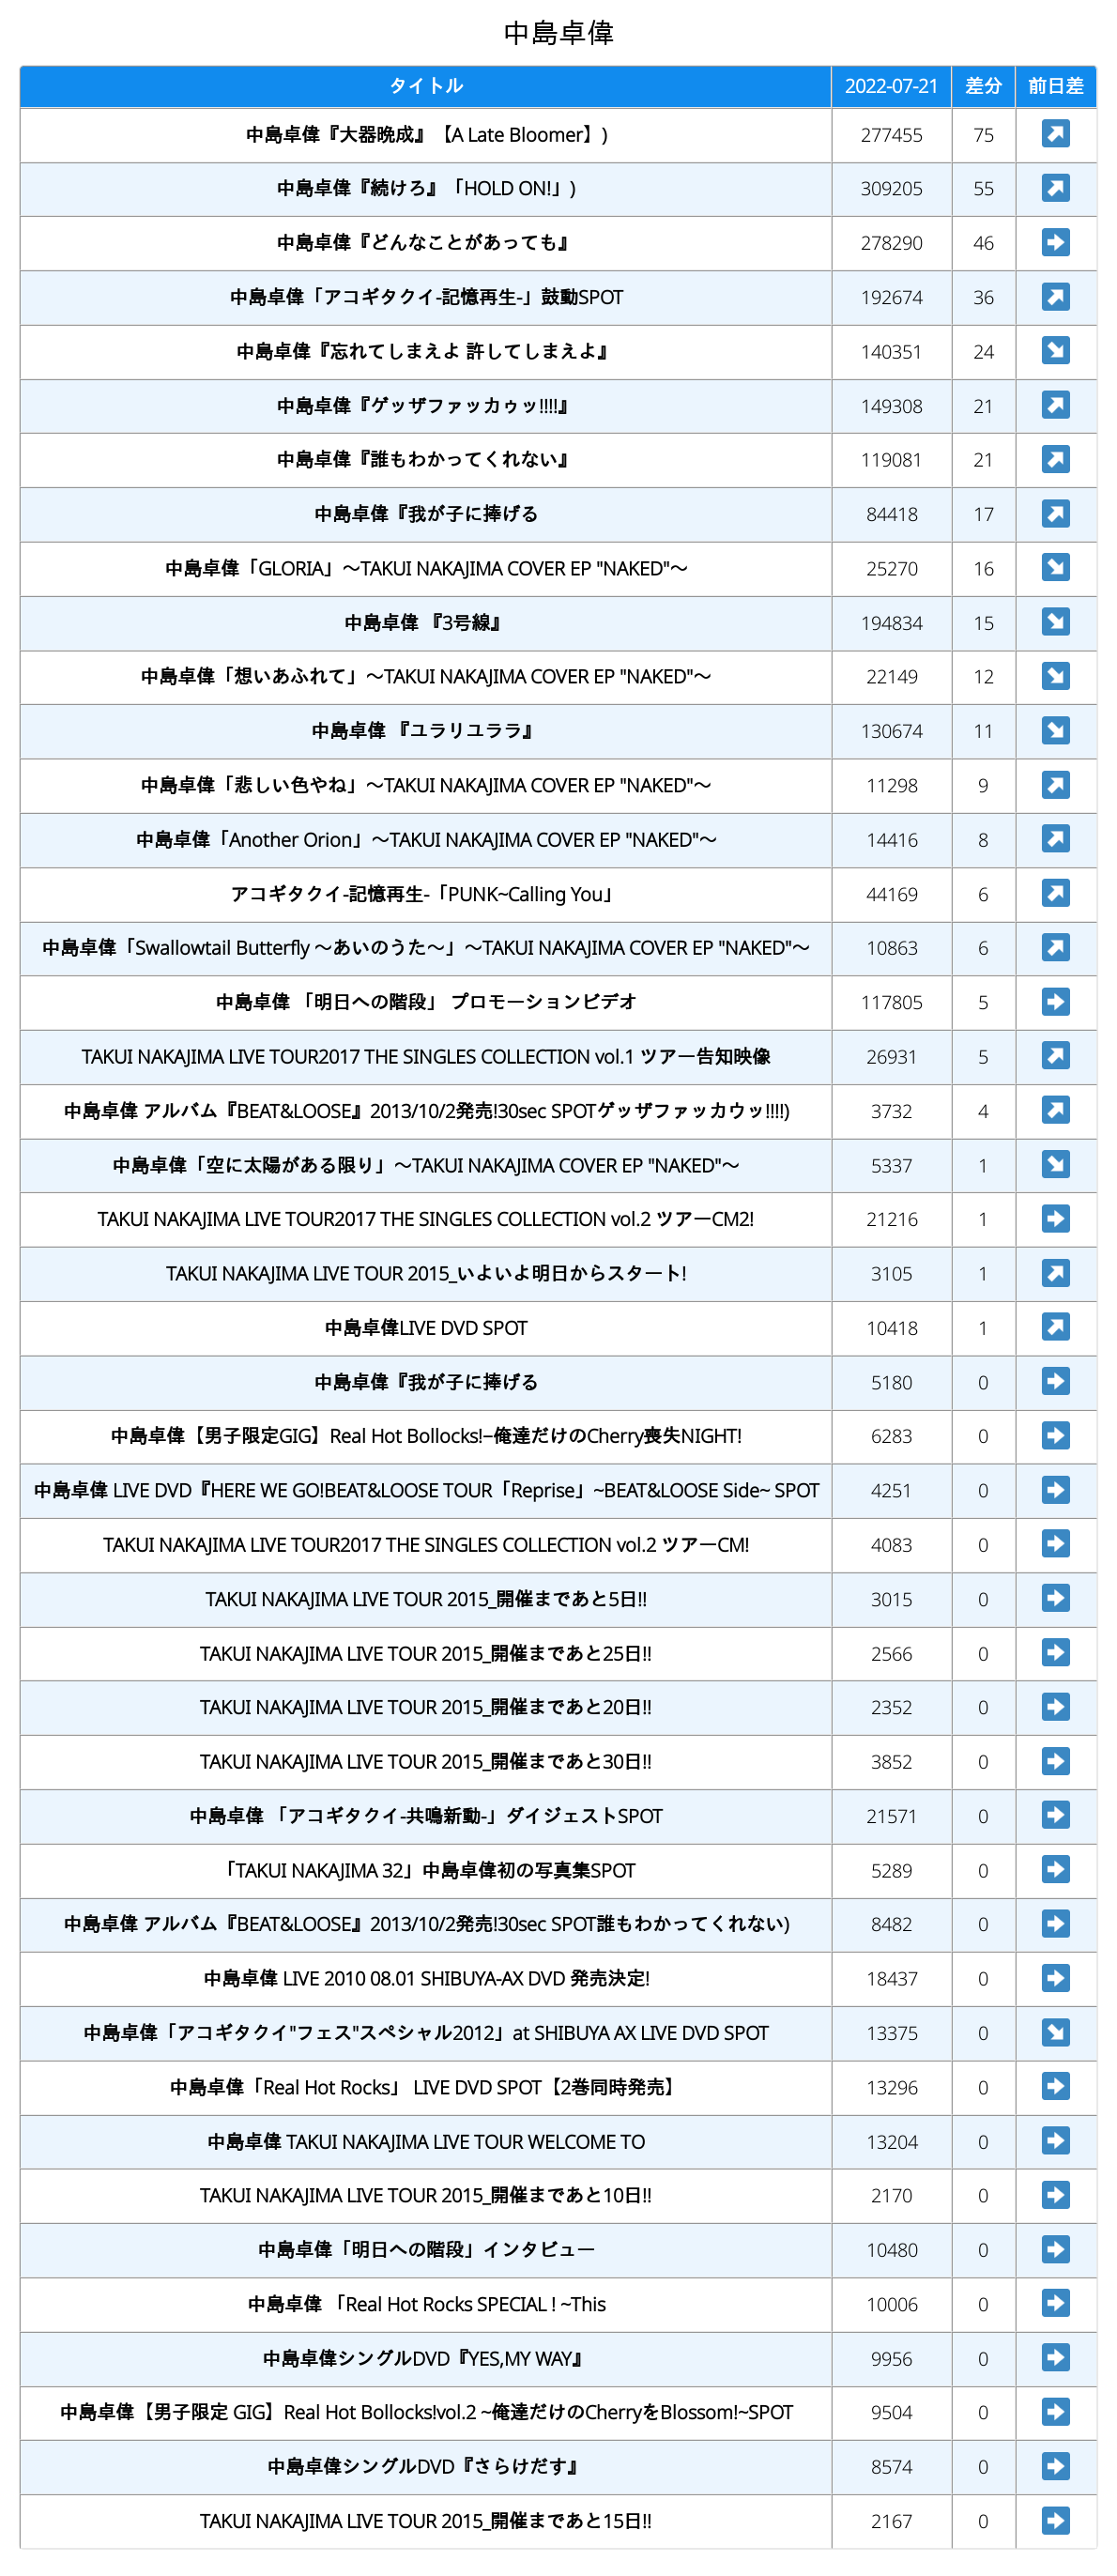 中島卓偉
タイトル 2022-07-21 差分 前日差
中島卓偉『大器晩成』【A Late Bloomer】) 277455 75 ↗
中島卓偉『続けろ』「HOLD ON!」) 309205 55 ↗
中島卓偉『どんなことがあっても』 278290 46 ➡
中島卓偉「アコギタクイ-記憶再生-」鼓動SPOT 192674 36 ↗
中島卓偉『忘れてしまえよ 許してしまえよ』 140351 24 ↘
中島卓偉『ゲッザファッカゥッ!!!!』 149308 21 ↗
中島卓偉『誰もわかってくれない』 119081 21 ↗
中島卓偉『我が子に捧げる 84418 17 ↗
中島卓偉「GLORIA」〜TAKUI NAKAJIMA COVER EP "NAKED"〜 25270 16 ↘
中島卓偉 『3号線』 194834 15 ↘
中島卓偉「想いあふれて」〜TAKUI NAKAJIMA COVER EP "NAKED"〜 22149 12 ↘
中島卓偉 『ユラリユララ』 130674 11 ↘
中島卓偉「悲しい色やね」〜TAKUI NAKAJIMA COVER EP "NAKED"〜 11298 9 ↗
中島卓偉「Another Orion」〜TAKUI NAKAJIMA COVER EP "NAKED"〜 14416 8 ↗
アコギタクイ-記憶再生-「PUNK~Calling You」 44169 6 ↗
中島卓偉「Swallowtail Butterfly 〜あいのうた〜」〜TAKUI NAKAJIMA COVER EP "NAKED"〜 10863 6 ↗
中島卓偉 「明日への階段」 プロモーションビデオ 117805 5 ➡
TAKUI NAKAJIMA LIVE TOUR2017 THE SINGLES COLLECTION vol.1 ツアー告知映像 26931 5 ↗
中島卓偉 アルバム『BEAT&LOOSE』2013/10/2発売!30sec SPOTゲッザファッカウッ!!!!) 3732 4 ↗
中島卓偉「空に太陽がある限り」〜TAKUI NAKAJIMA COVER EP "NAKED"〜 5337 1 ↘
TAKUI NAKAJIMA LIVE TOUR2017 THE SINGLES COLLECTION vol.2 ツアーCM2! 21216 1 ➡
TAKUI NAKAJIMA LIVE TOUR 2015_いよいよ明日からスタート! 3105 1 ↗
中島卓偉LIVE DVD SPOT 10418 1 ↗
中島卓偉『我が子に捧げる 5180 0 ➡
中島卓偉【男子限定GIG】Real Hot Bollocks!−俺達だけのCherry喪失NIGHT! 6283 0 ➡
中島卓偉 LIVE DVD『HERE WE GO!BEAT&LOOSE TOUR「Reprise」~BEAT&LOOSE Side~ SPOT 4251 0 ➡
TAKUI NAKAJIMA LIVE TOUR2017 THE SINGLES COLLECTION vol.2 ツアーCM! 4083 0 ➡
TAKUI NAKAJIMA LIVE TOUR 2015_開催まであと5日!! 3015 0 ➡
TAKUI NAKAJIMA LIVE TOUR 2015_開催まであと25日!! 2566 0 ➡
TAKUI NAKAJIMA LIVE TOUR 2015_開催まであと20日!! 2352 0 ➡
TAKUI NAKAJIMA LIVE TOUR 2015_開催まであと30日!! 3852 0 ➡
中島卓偉 「アコギタクイ-共鳴新動-」ダイジェストSPOT 21571 0 ➡
「TAKUI NAKAJIMA 32」中島卓偉初の写真集SPOT 5289 0 ➡
中島卓偉 アルバム『BEAT&LOOSE』2013/10/2発売!30sec SPOT誰もわかってくれない) 8482 0 ➡
中島卓偉 LIVE 2010 08.01 SHIBUYA-AX DVD 発売決定! 18437 0 ➡
中島卓偉「アコギタクイ"フェス"スペシャル2012」at SHIBUYA AX LIVE DVD SPOT 13375 0 ↘
中島卓偉「Real Hot Rocks」 LIVE DVD SPOT【2巻同時発売】 13296 0 ➡
中島卓偉 TAKUI NAKAJIMA LIVE TOUR WELCOME TO 13204 0 ➡
TAKUI NAKAJIMA LIVE TOUR 2015_開催まであと10日!! 2170 0 ➡
中島卓偉「明日への階段」インタビュー 10480 0 ➡
中島卓偉 「Real Hot Rocks SPECIAL ! ~This 10006 0 ➡
中島卓偉シングルDVD『YES,MY WAY』 9956 0 ➡
中島卓偉【男子限定 GIG】Real Hot Bollocks!vol.2 ~俺達だけのCherryをBlossom!~SPOT 9504 0 ➡
中島卓偉シングルDVD『さらけだす』 8574 0 ➡
TAKUI NAKAJIMA LIVE TOUR 2015_開催まであと15日!! 2167 0 ➡